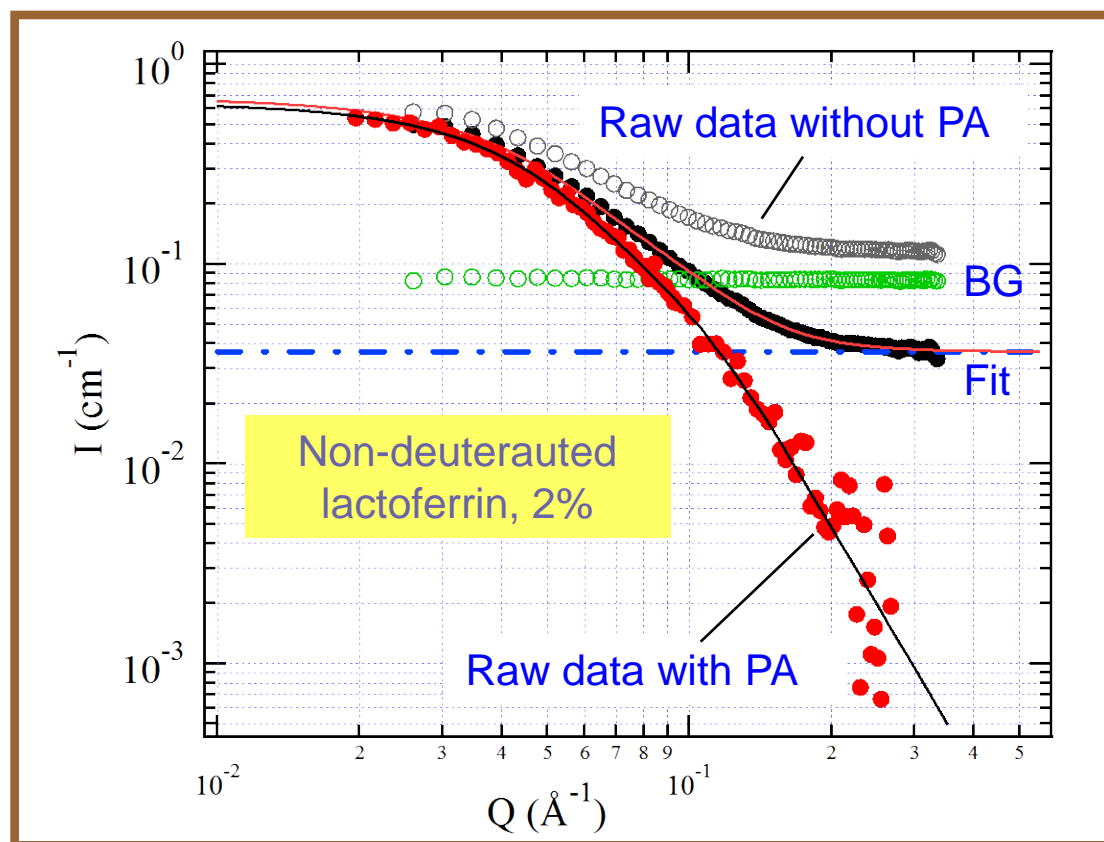 10^0
Raw data without PA
10^-1
BG
I (cm^-1)
Fit
Non-deuterauted
lactoferrin, 2%
10^-2
Raw data with PA
10^-3
2 3 4 5 6 7 8 9 2 3 4 5
10^-2 10^-1
Q (Å^-1)